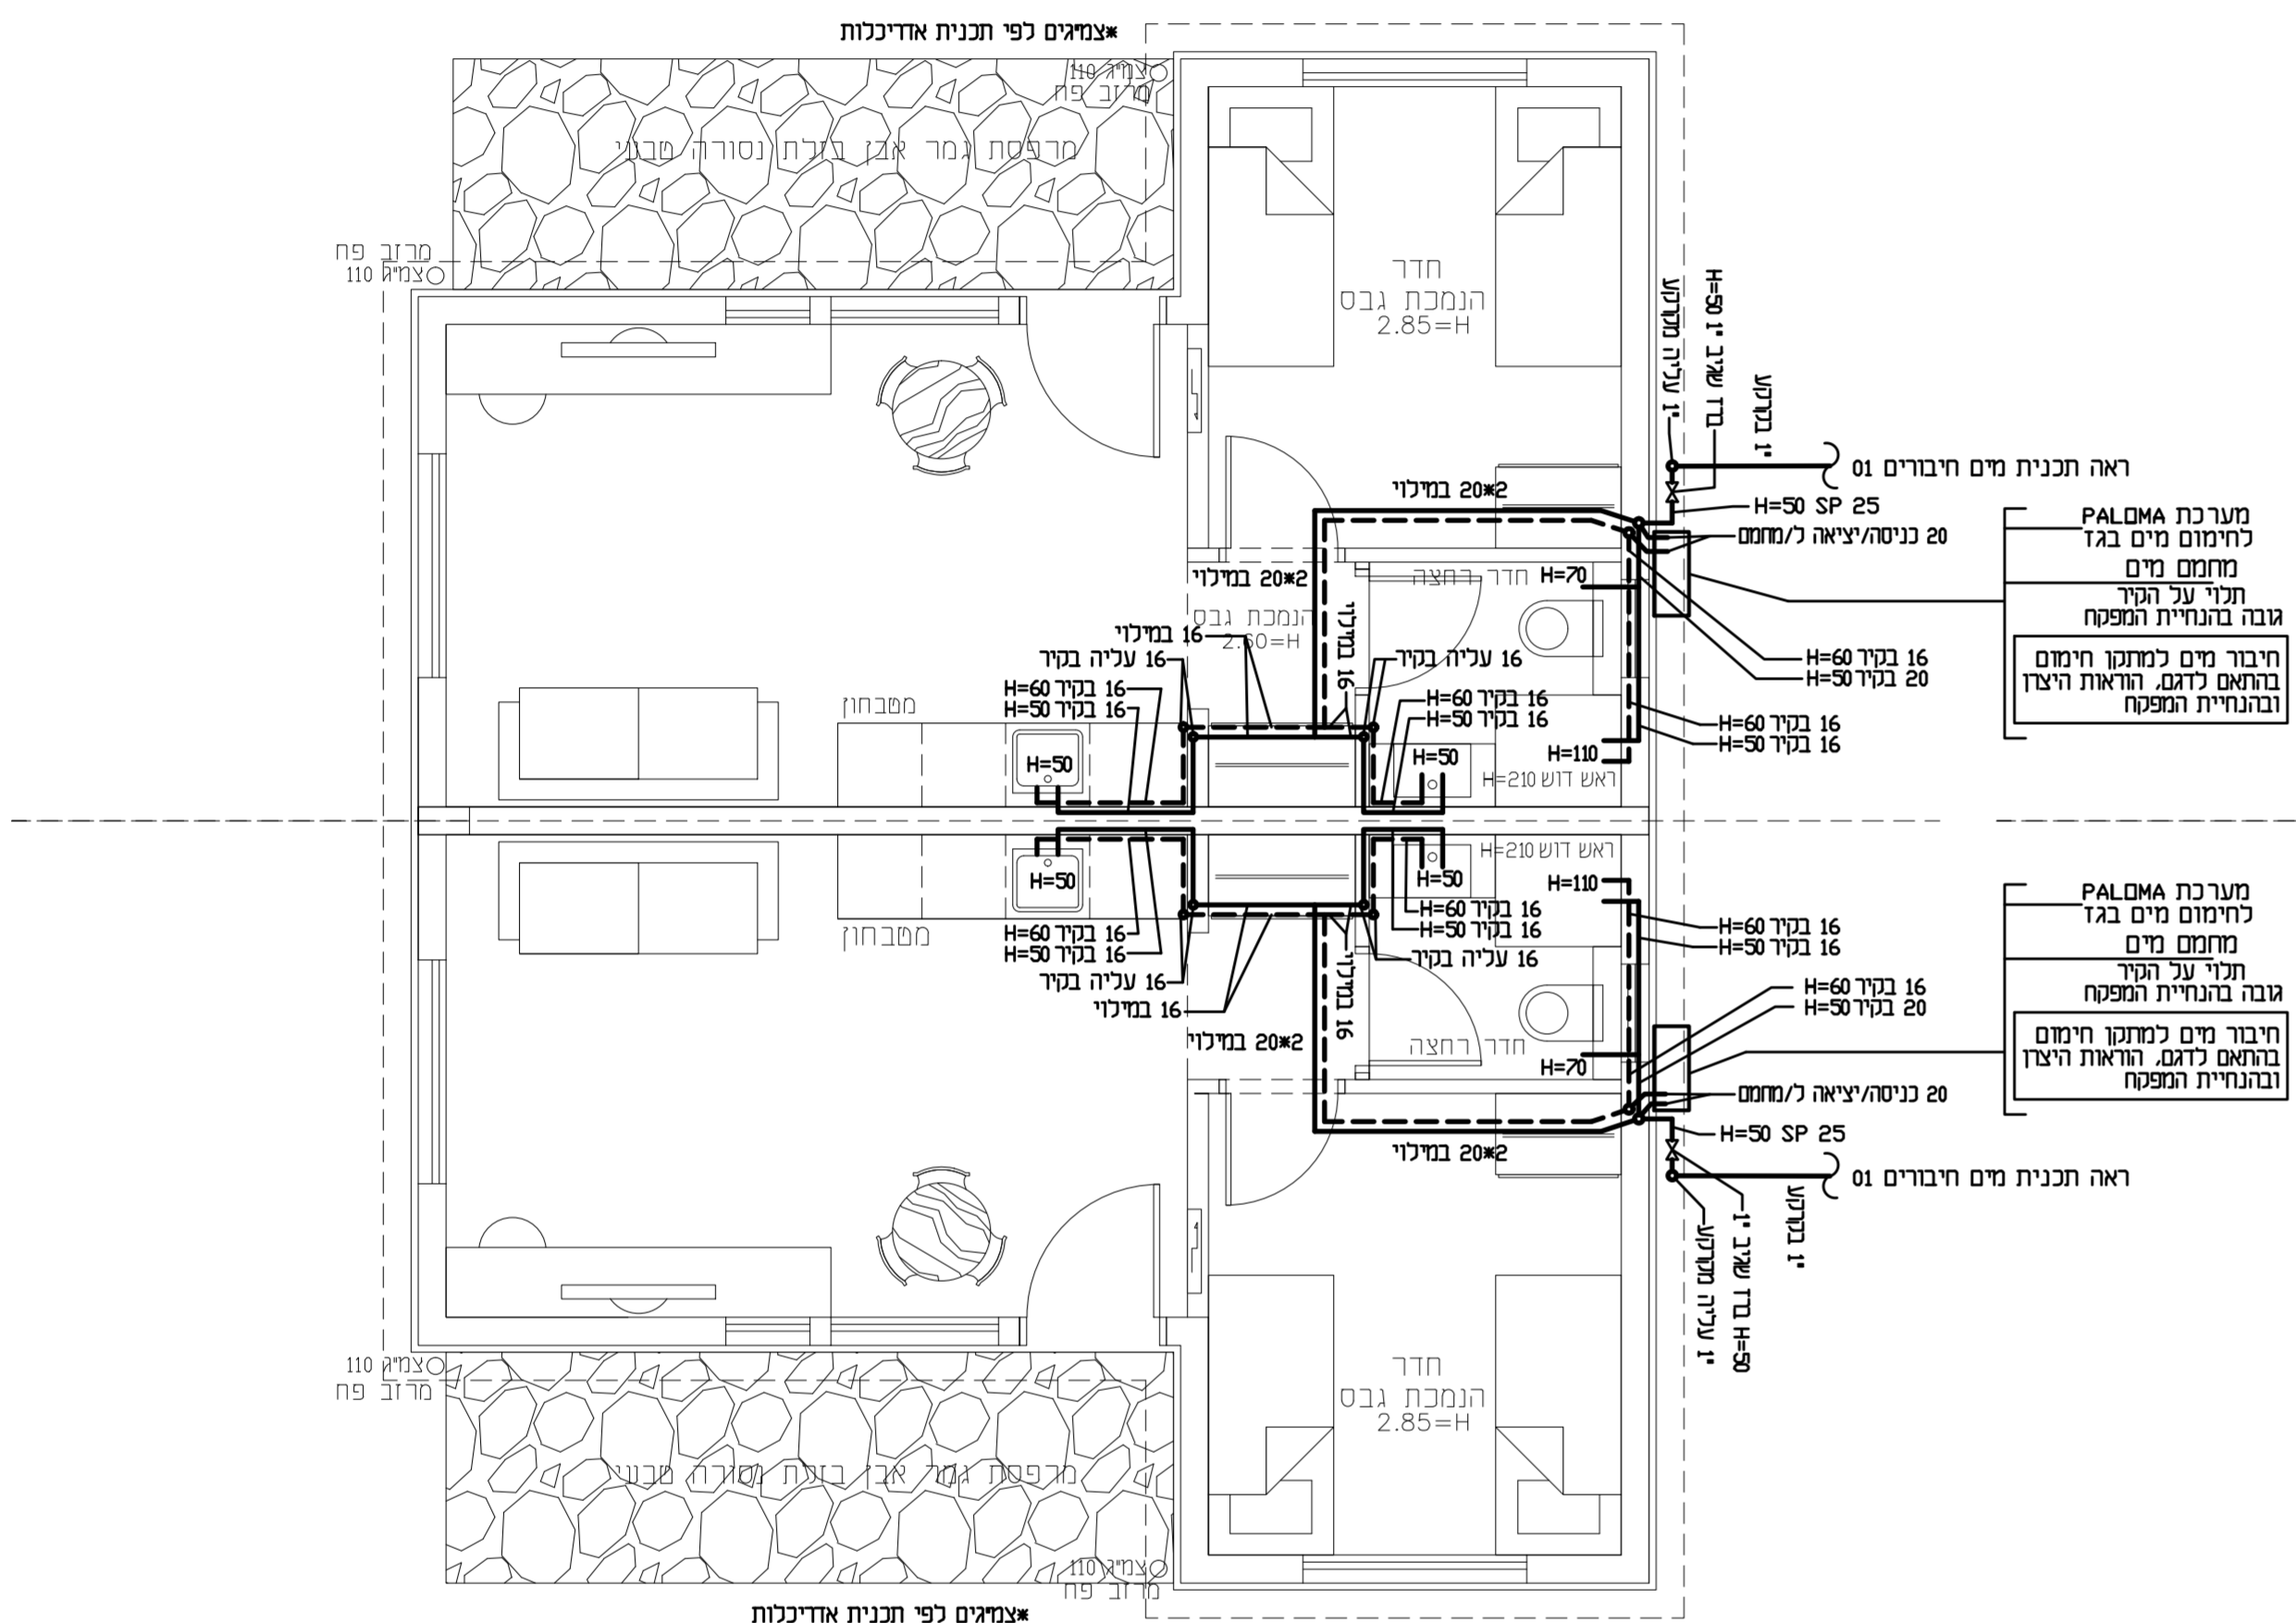 *צמ"גים לפי תכנית אדריכלות
צמ"ג 110
מרזב פח
מרפסת גמר אבן בזלת נסורה טבעי
מרזב פח
צמ"ג 110
חדר
הנמכת גבס
2.85=H
1" עליה מקרקע
ברז שגיב 1" H=50
1" בקרקע
ראה תכנית מים חיבורים 01
H=50 SP 25
20 כניסה/יציאה ל/מחמם
מערכת PALOMA
לחימום מים בגז
מחמם מים
תלוי על הקיר
גובה בהנחיית המפקח
חיבור מים למתקן חימום
בהתאם לדגם, הוראות היצרן
ובהנחיית המפקח
2*20 במילוי
2*20 במילוי
חדר רחצה
H=70
הנמכת גבס
2.60=H
16 במילוי
16 במילוי
16 עליה בקיר
16 עליה בקיר
16 בקיר H=60
16 בקיר H=50
16 בקיר H=60
16 בקיר H=50
16 בקיר H=60
20 בקיר H=50
16 בקיר H=60
16 בקיר H=50
מטבחון
H=50
H=50
H=110
ראש דוש H=210
ראש דוש H=210
H=110
H=50
H=50
מטבחון
16 בקיר H=60
16 בקיר H=50
16 בקיר H=60
16 בקיר H=50
16 בקיר H=60
16 בקיר H=50
16 עליה בקיר
16 עליה בקיר
16 במילוי
16 במילוי
16 בקיר H=60
20 בקיר H=50
2*20 במילוי
חדר רחצה
H=70
מערכת PALOMA
לחימום מים בגז
מחמם מים
תלוי על הקיר
גובה בהנחיית המפקח
חיבור מים למתקן חימום
בהתאם לדגם, הוראות היצרן
ובהנחיית המפקח
20 כניסה/יציאה ל/מחמם
H=50 SP 25
2*20 במילוי
ראה תכנית מים חיבורים 01
1" בקרקע
ברז שגיב 1" H=50
1" עליה מקרקע
חדר
הנמכת גבס
2.85=H
צמ"ג 110
מרזב פח
מרפסת גמר אבן בזלת נסורה טבעי
צמ"ג 110
מרזב פח
*צמ"גים לפי תכנית אדריכלות